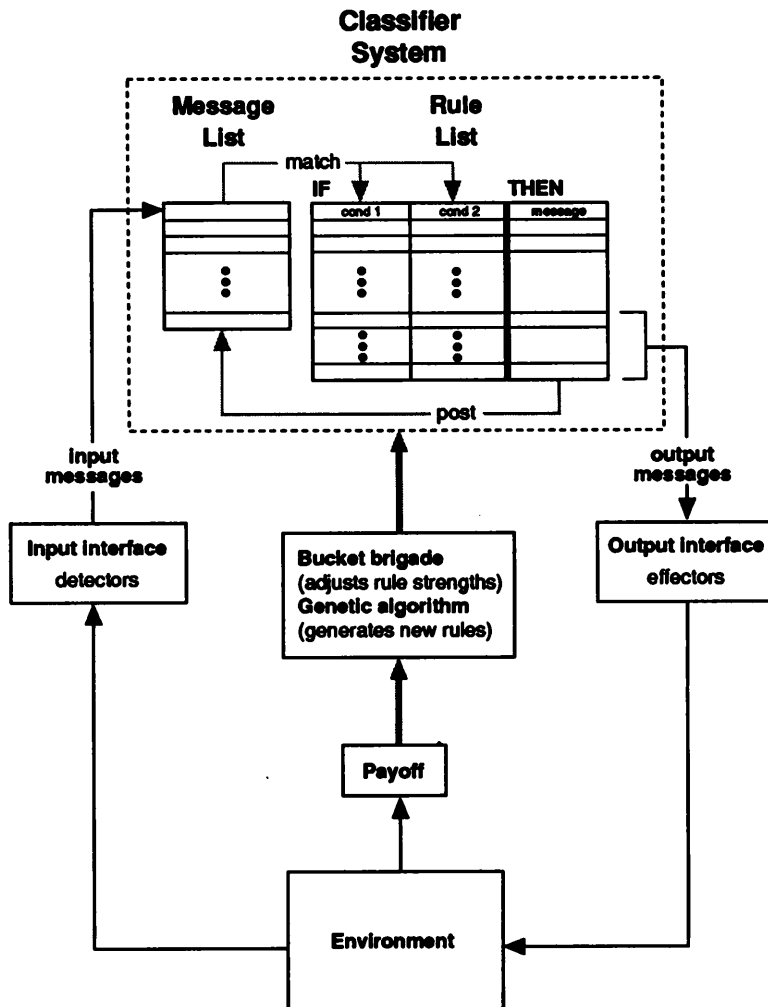 Classifier
System
Message
List
Rule
List
match
IF
THEN
cond 1
cond 2
message
post
input
messages
output
messages
Input interface
detectors
Bucket brigade
(adjusts rule strengths)
Genetic algorithm
(generates new rules)
Output interface
effectors
Payoff
Environment